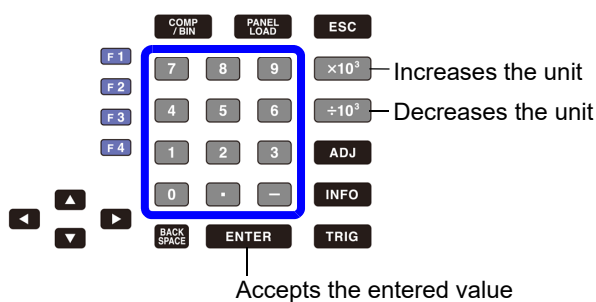 COMP
/ BIN
PANEL
LOAD
ESC
F 1
7 8 9 ×10³ Increases the unit
F 2
4 5 6 ÷10³ Decreases the unit
F 3
F 4
1 2 3 ADJ
0 · − INFO
BACK
SPACE
ENTER TRIG
Accepts the entered value